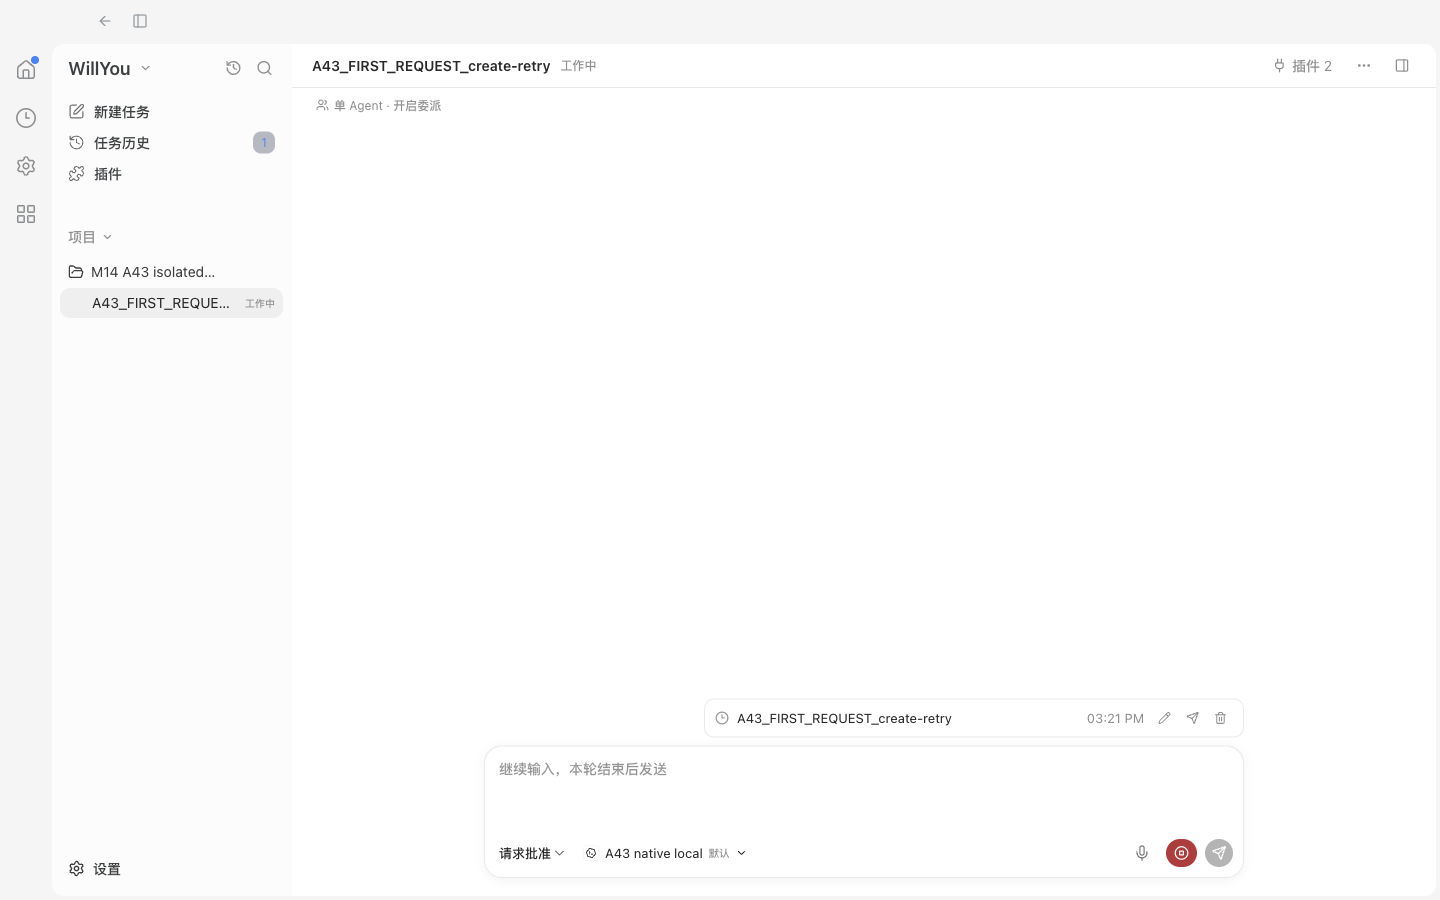 WillYou
新建任务
任务历史 1
插件
项目
M14 A43 isolated...
A43_FIRST_REQUE... 工作中
设置
A43_FIRST_REQUEST_create-retry 工作中
插件 2
单 Agent · 开启委派
A43_FIRST_REQUEST_create-retry 03:21 PM
继续输入，本轮结束后发送
请求批准 A43 native local 默认